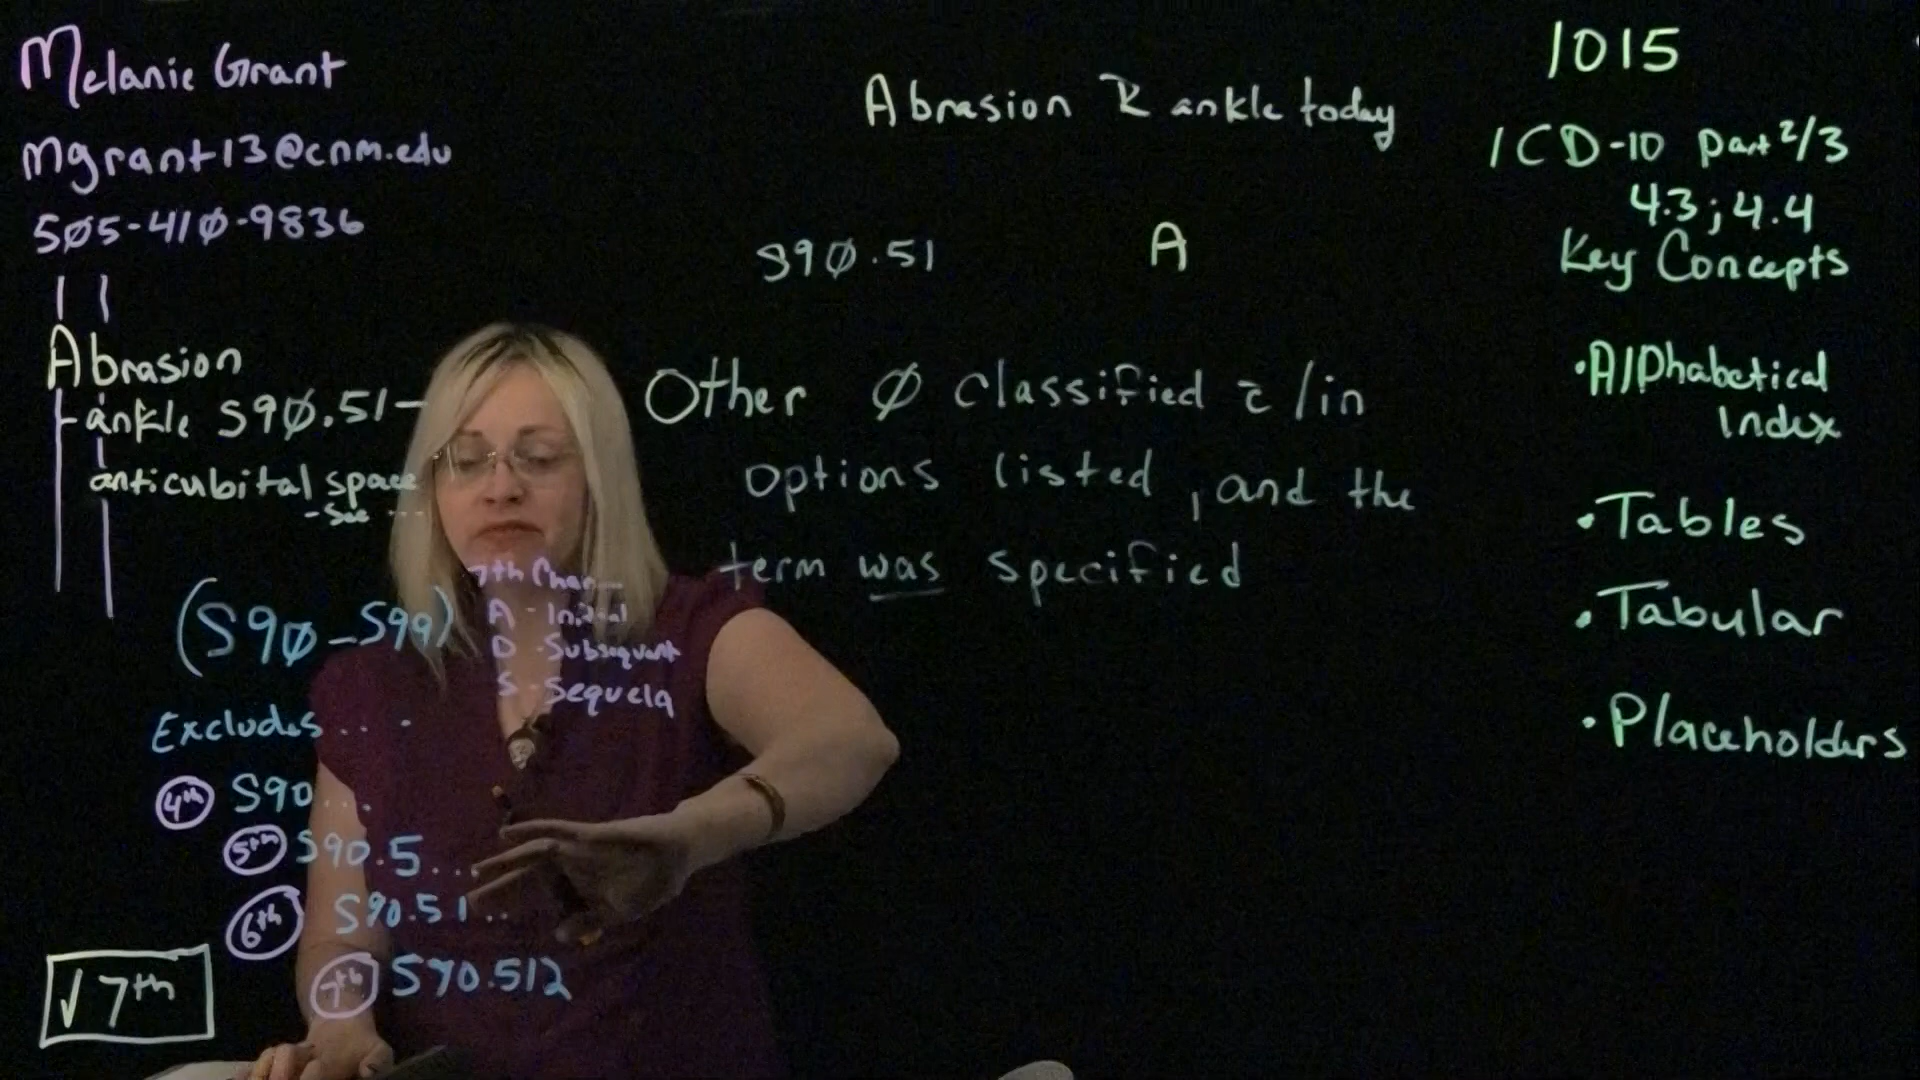 Melanie Grant
mgrant13@cnm.edu
5Ø5-41Ø-9836
Abrasion
-ankle S9Ø.51-
anticubital space
-See ...
(S9Ø-S99)
Excludes...
4th S90...
5th S90.5...
6th S90.51..
7th S90.512
√7th
7th Char
A - Initial
D - Subsequent
S - Sequela
Abrasion R ankle today
S9Ø.51 A
Other Ø classified c̄/in
options listed, and the
term was specified
1015
ICD-10 Part 2/3
4.3; 4.4
Key Concepts
•Alphabetical
Index
•Tables
•Tabular
•Placeholders